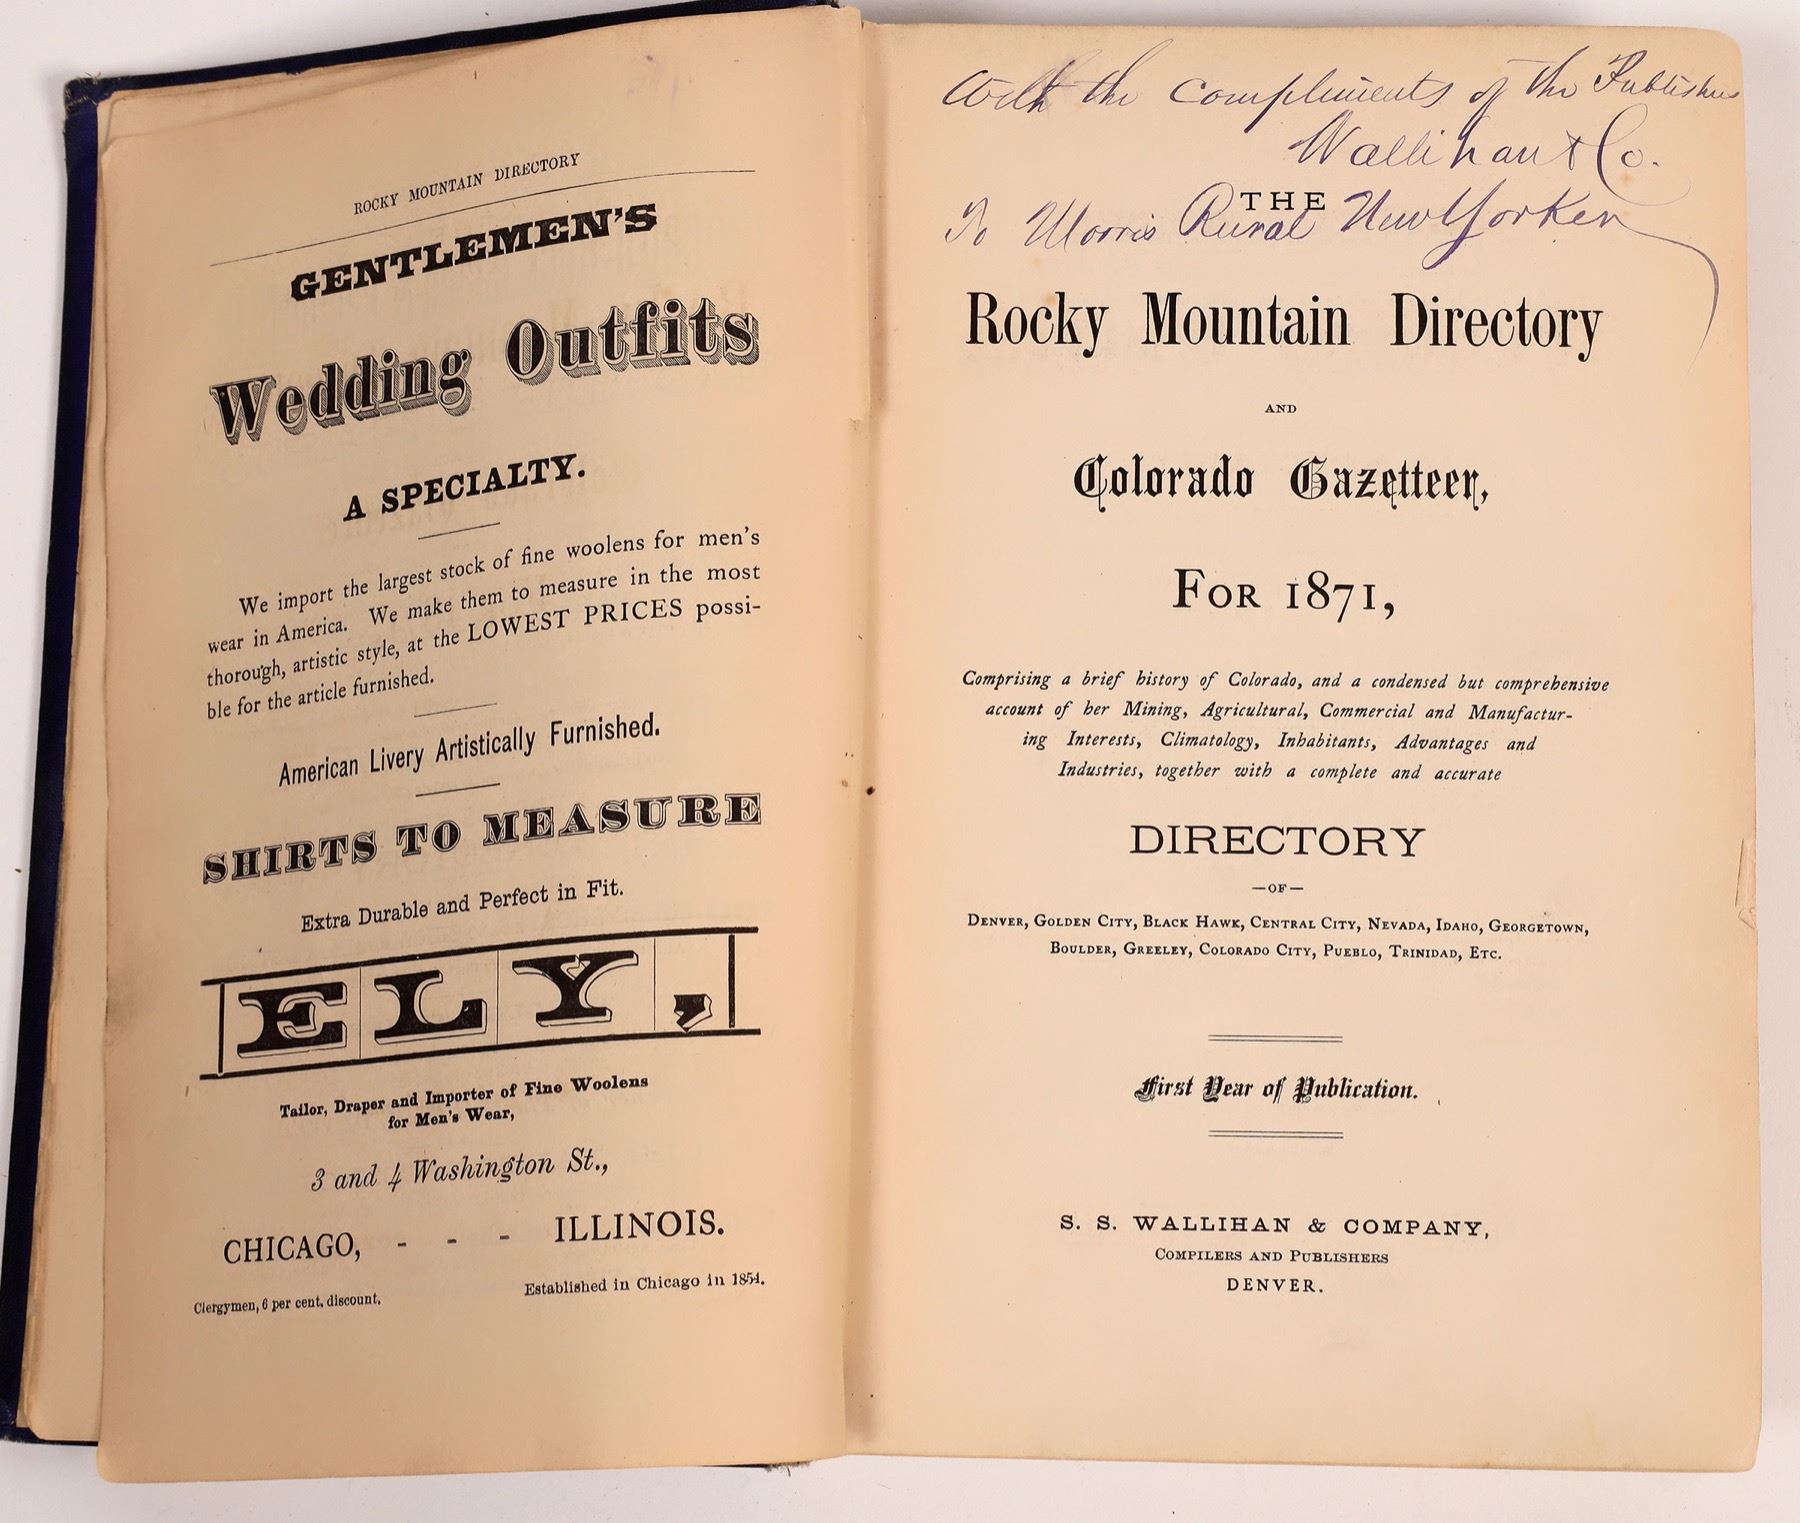 ROCKY MOUNTAIN DIRECTORY
GENTLEMEN'S
Wedding Outfits
A SPECIALTY.
We import the largest stock of fine woolens for men's
wear in America. We make them to measure in the most
thorough, artistic style, at the LOWEST PRICES possi-
ble for the article furnished.
American Livery Artistically Furnished.
SHIRTS TO MEASURE
Extra Durable and Perfect in Fit.
ELY,
Tailor, Draper and Importer of Fine Woolens
for Men's Wear,
3 and 4 Washington St.,
CHICAGO, - - - ILLINOIS.
Clergymen, 6 per cent. discount.
Established in Chicago in 1854.
With the compliments of the Publishers
Wallihan & Co.
To Moores Rural New Yorker
THE
Rocky Mountain Directory
AND
Colorado Gazetteer,
FOR 1871,
Comprising a brief history of Colorado, and a condensed but comprehensive
account of her Mining, Agricultural, Commercial and Manufactur-
ing Interests, Climatology, Inhabitants, Advantages and
Industries, together with a complete and accurate
DIRECTORY
—OF—
DENVER, GOLDEN CITY, BLACK HAWK, CENTRAL CITY, NEVADA, IDAHO, GEORGETOWN,
BOULDER, GREELEY, COLORADO CITY, PUEBLO, TRINIDAD, ETC.
First Year of Publication.
S. S. WALLIHAN & COMPANY,
COMPILERS AND PUBLISHERS
DENVER.